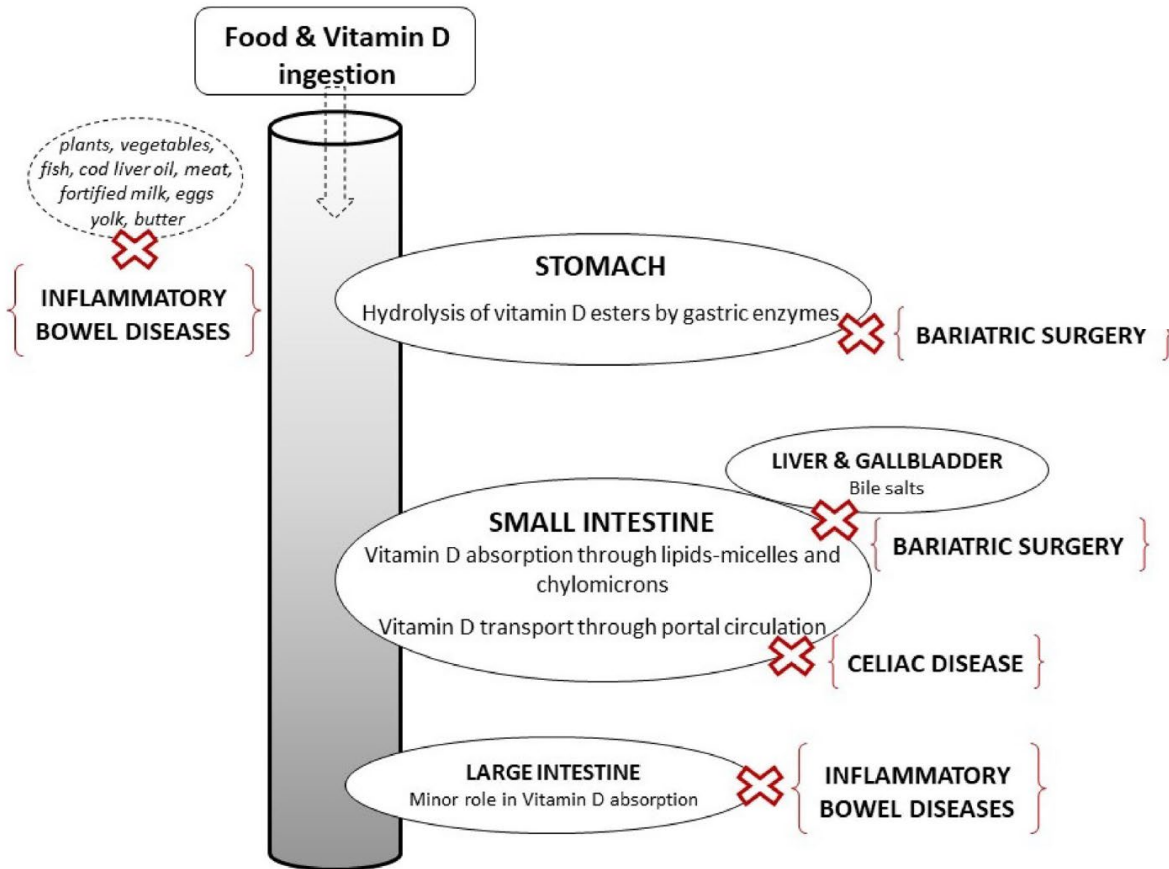 Food & Vitamin D
ingestion
plants, vegetables,
fish, cod liver oil, meat,
fortified milk, eggs
yolk, butter
INFLAMMATORY
BOWEL DISEASES
STOMACH
Hydrolysis of vitamin D esters by gastric enzymes
BARIATRIC SURGERY
LIVER & GALLBLADDER
Bile salts
BARIATRIC SURGERY
SMALL INTESTINE
Vitamin D absorption through lipids-micelles and
chylomicrons
Vitamin D transport through portal circulation
CELIAC DISEASE
LARGE INTESTINE
Minor role in Vitamin D absorption
INFLAMMATORY
BOWEL DISEASES